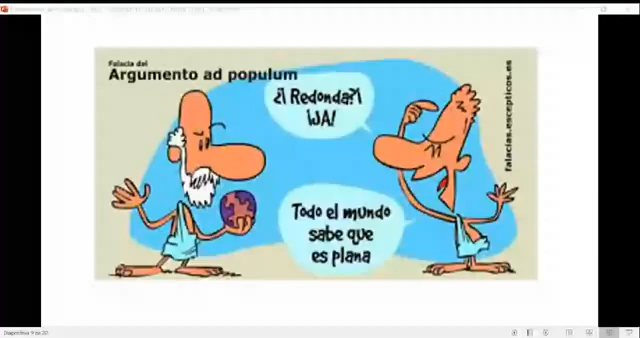 Falacia del
Argumento ad populum
¿¡ Redonda?!
¡JA!
Todo el mundo
sabe que
es plana
falacias.escepticos.es